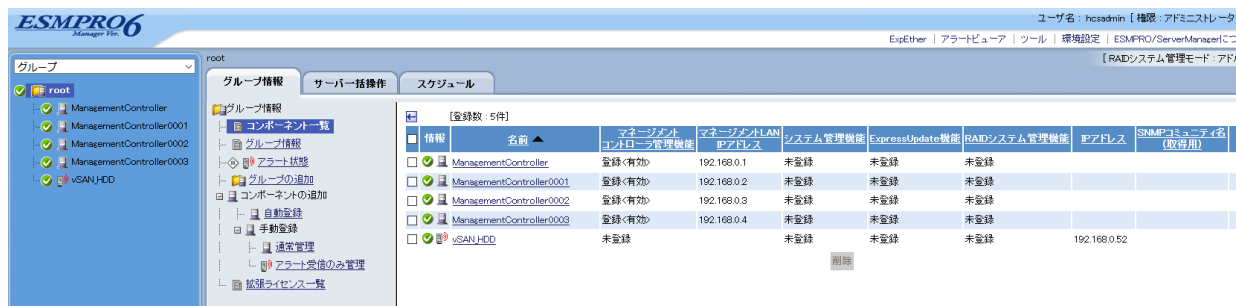 ESMPRO6
Manager Ver.
ユーザ名 : hcsadmin [ 権限 : アドミニストレータ
ExpEther | アラートビューア | ツール | 環境設定 | ESMPRO/ServerManagerにつ
グループ
root
[ RAIDシステム管理モード : アドバ
グループ情報 サーバー括操作 スケジュール
root
ManagementController
ManagementController0001
ManagementController0002
ManagementController0003
vSAN_HDD
グループ情報
コンポーネント一覧
グループ情報
アラート状態
グループの追加
コンポーネントの追加
自動登録
手動登録
通常管理
アラート受信のみ管理
拡張ライセンス一覧
[登録数 : 5件]
情報 名前▲ マネージメントコントローラ管理機能 マネージメントLAN IPアドレス システム管理機能 ExpressUpdate機能 RAIDシステム管理機能 IPアドレス SNMPコミュニティ名(取得用)
ManagementController 登録<有効> 192.168.0.1 未登録 未登録 未登録
ManagementController0001 登録<有効> 192.168.0.2 未登録 未登録 未登録
ManagementController0002 登録<有効> 192.168.0.3 未登録 未登録 未登録
ManagementController0003 登録<有効> 192.168.0.4 未登録 未登録 未登録
vSAN_HDD 未登録 未登録 未登録 未登録 192.168.0.52
削除